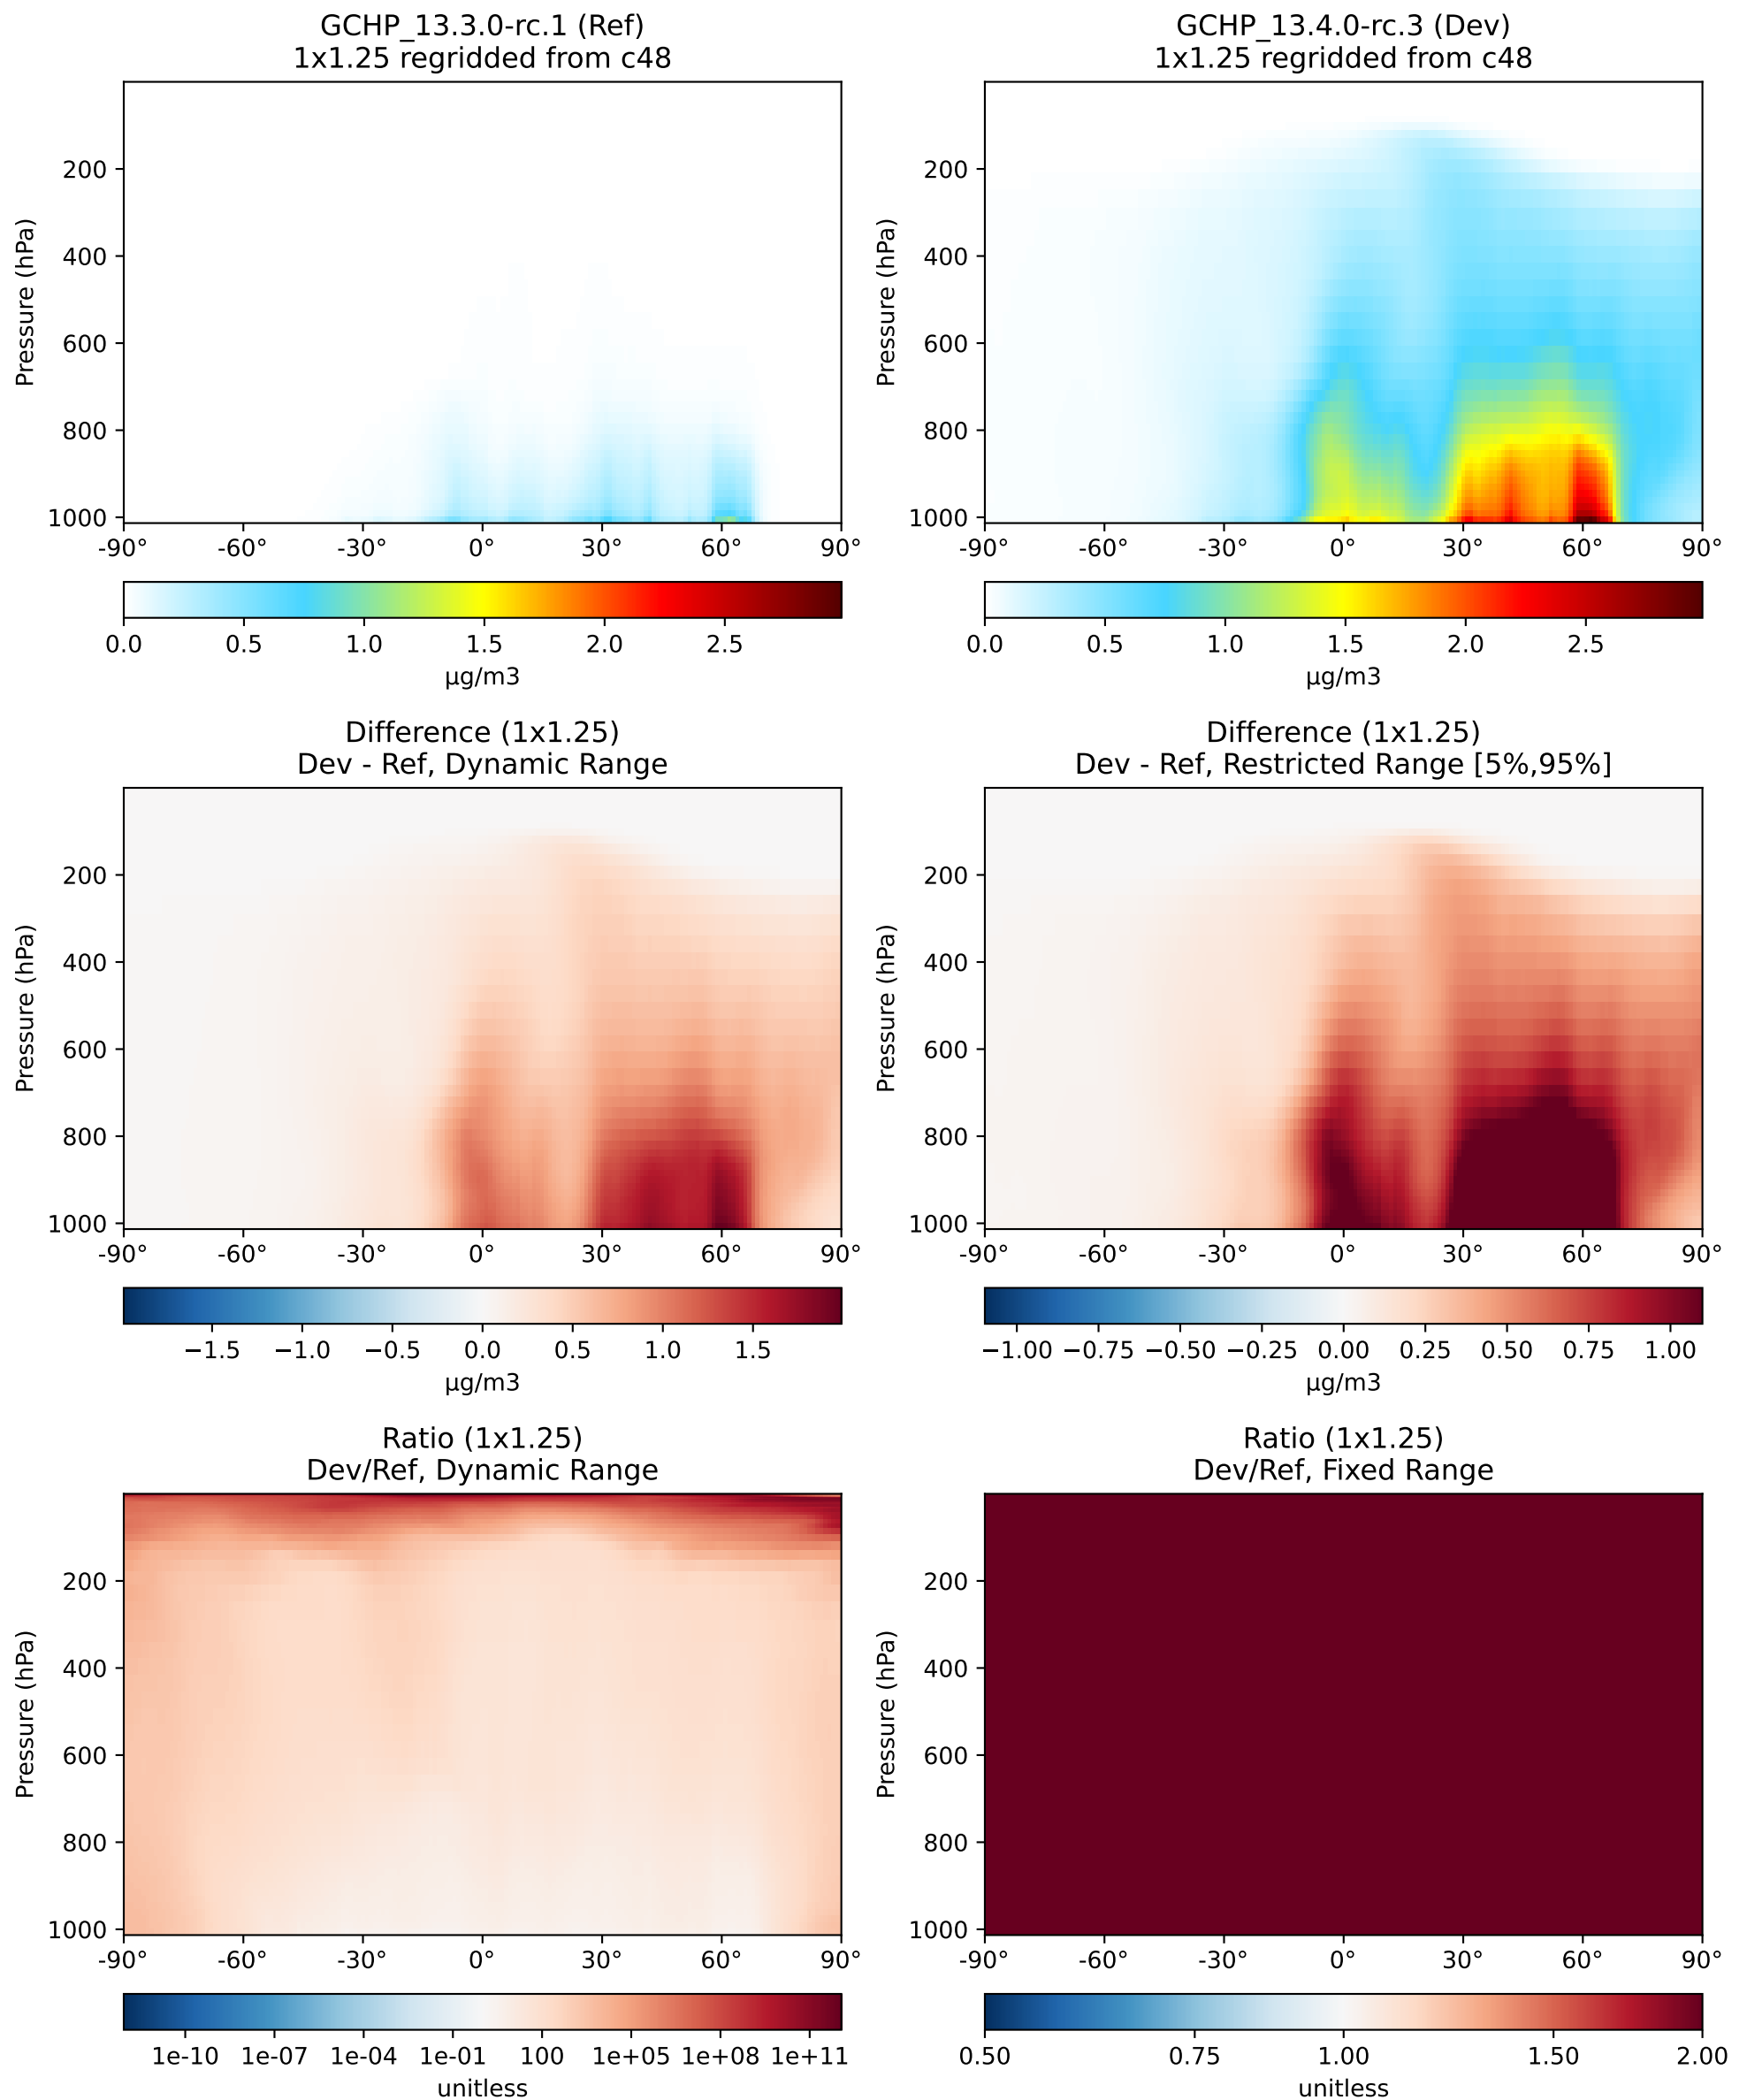 GCHP_13.3.0-rc.1 (Ref)
1x1.25 regridded from c48
Pressure (hPa)
200
400
600
800
1000
-90° -60° -30° 0° 30° 60° 90°
0.0 0.5 1.0 1.5 2.0 2.5
µg/m3
GCHP_13.4.0-rc.3 (Dev)
1x1.25 regridded from c48
Pressure (hPa)
200
400
600
800
1000
-90° -60° -30° 0° 30° 60° 90°
0.0 0.5 1.0 1.5 2.0 2.5
µg/m3
Difference (1x1.25)
Dev - Ref, Dynamic Range
Pressure (hPa)
200
400
600
800
1000
-90° -60° -30° 0° 30° 60° 90°
−1.5 −1.0 −0.5 0.0 0.5 1.0 1.5
µg/m3
Difference (1x1.25)
Dev - Ref, Restricted Range [5%,95%]
Pressure (hPa)
200
400
600
800
1000
-90° -60° -30° 0° 30° 60° 90°
−1.00 −0.75 −0.50 −0.25 0.00 0.25 0.50 0.75 1.00
µg/m3
Ratio (1x1.25)
Dev/Ref, Dynamic Range
Pressure (hPa)
200
400
600
800
1000
-90° -60° -30° 0° 30° 60° 90°
1e-10 1e-07 1e-04 1e-01 100 1e+05 1e+08 1e+11
unitless
Ratio (1x1.25)
Dev/Ref, Fixed Range
Pressure (hPa)
200
400
600
800
1000
-90° -60° -30° 0° 30° 60° 90°
0.50 0.75 1.00 1.50 2.00
unitless